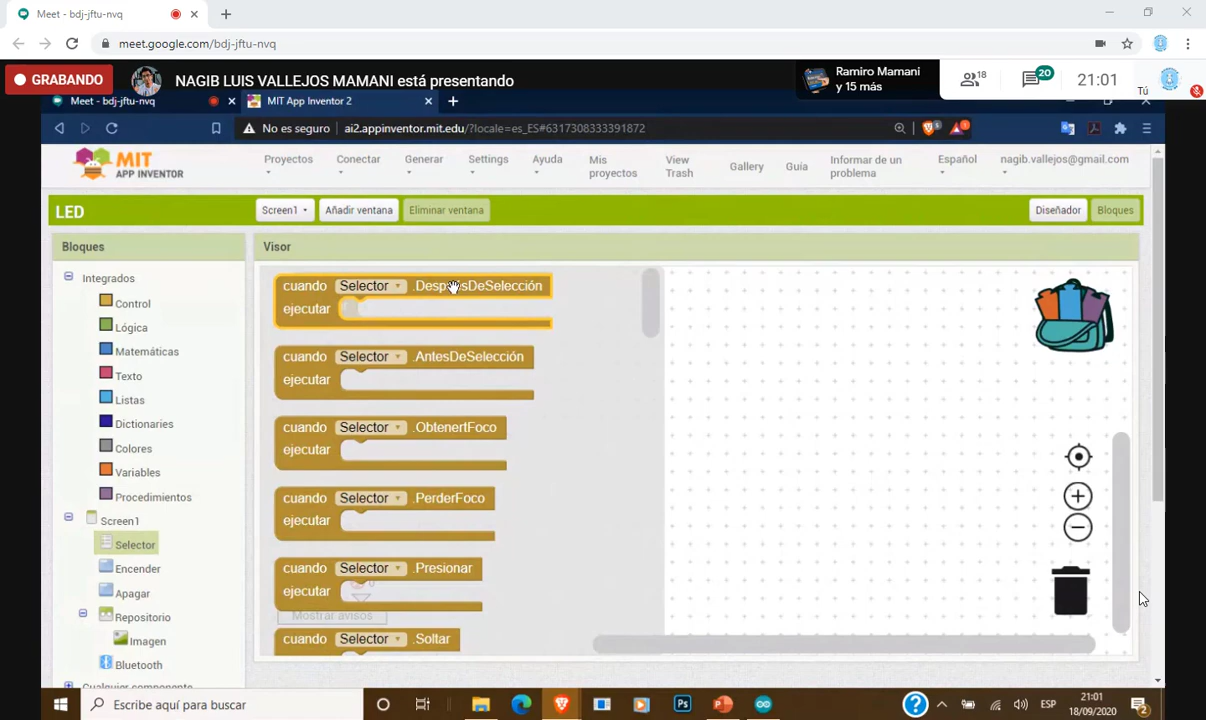 Meet - bdj-jftu-nvq
meet.google.com/bdj-jftu-nvq
GRABANDO
NAGIB LUIS VALLEJOS MAMANI está presentando
Ramiro Mamani
y 15 más
18
20
21:01
Tú
Meet - bdj-jftu-nvq
MIT App Inventor 2
No es seguro
ai2.appinventor.mit.edu/?locale=es_ES#6317308333391872
MIT
APP INVENTOR
Proyectos
Conectar
Generar
Settings
Ayuda
Mis proyectos
View Trash
Gallery
Guía
Informar de un problema
Español
nagib.vallejos@gmail.com
LED
Screen1
Añadir ventana
Eliminar ventana
Diseñador
Bloques
Bloques
Visor
Integrados
Control
Lógica
Matemáticas
Texto
Listas
Dictionaries
Colores
Variables
Procedimientos
Screen1
Selector
Encender
Apagar
Repositorio
Imagen
Bluetooth
Cualquier componente
cuando Selector .DespuésDeSelección
ejecutar
cuando Selector .AntesDeSelección
ejecutar
cuando Selector .ObtenerFoco
ejecutar
cuando Selector .PerderFoco
ejecutar
cuando Selector .Presionar
ejecutar
0
Mostrar avisos
cuando Selector .Soltar
Escribe aquí para buscar
ESP
21:01
18/09/2020
2